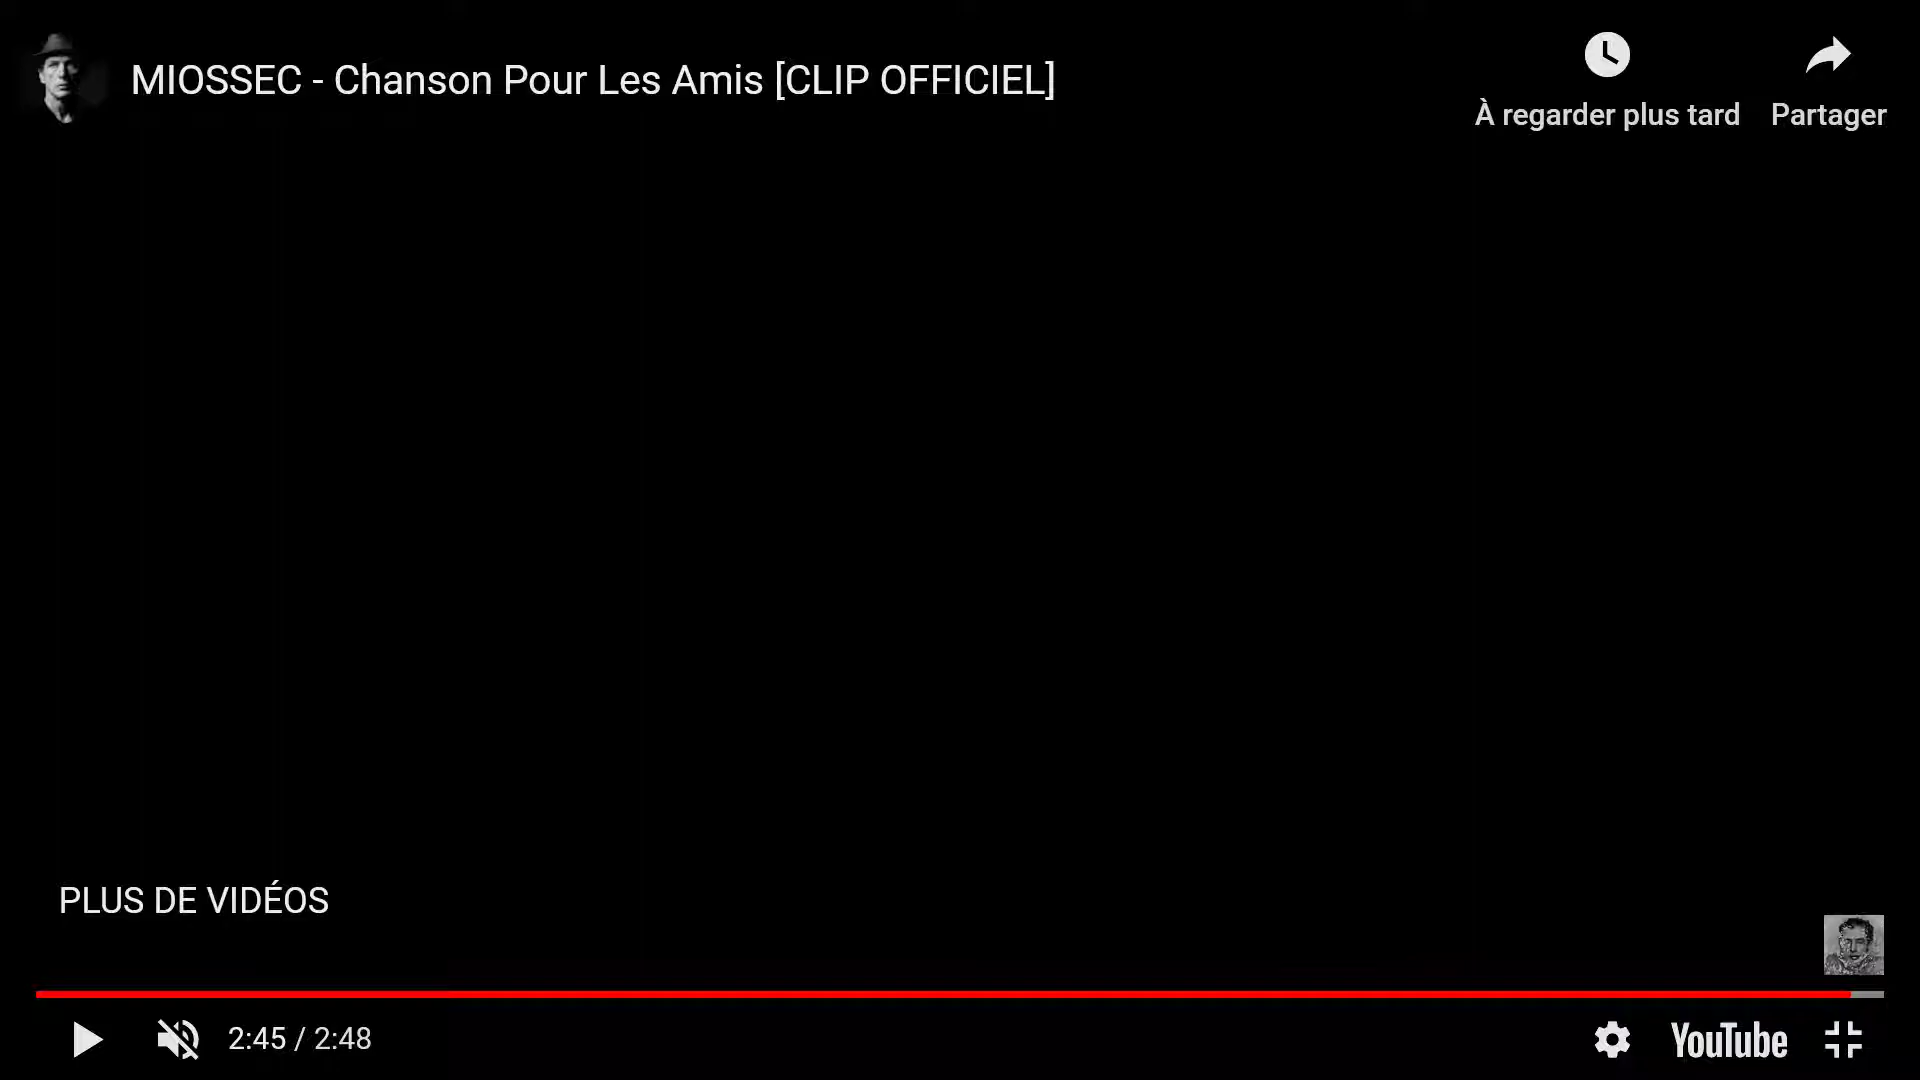 MIOSSEC - Chanson Pour Les Amis [CLIP OFFICIEL]
À regarder plus tard
Partager
PLUS DE VIDÉOS
2:45 / 2:48
YouTube